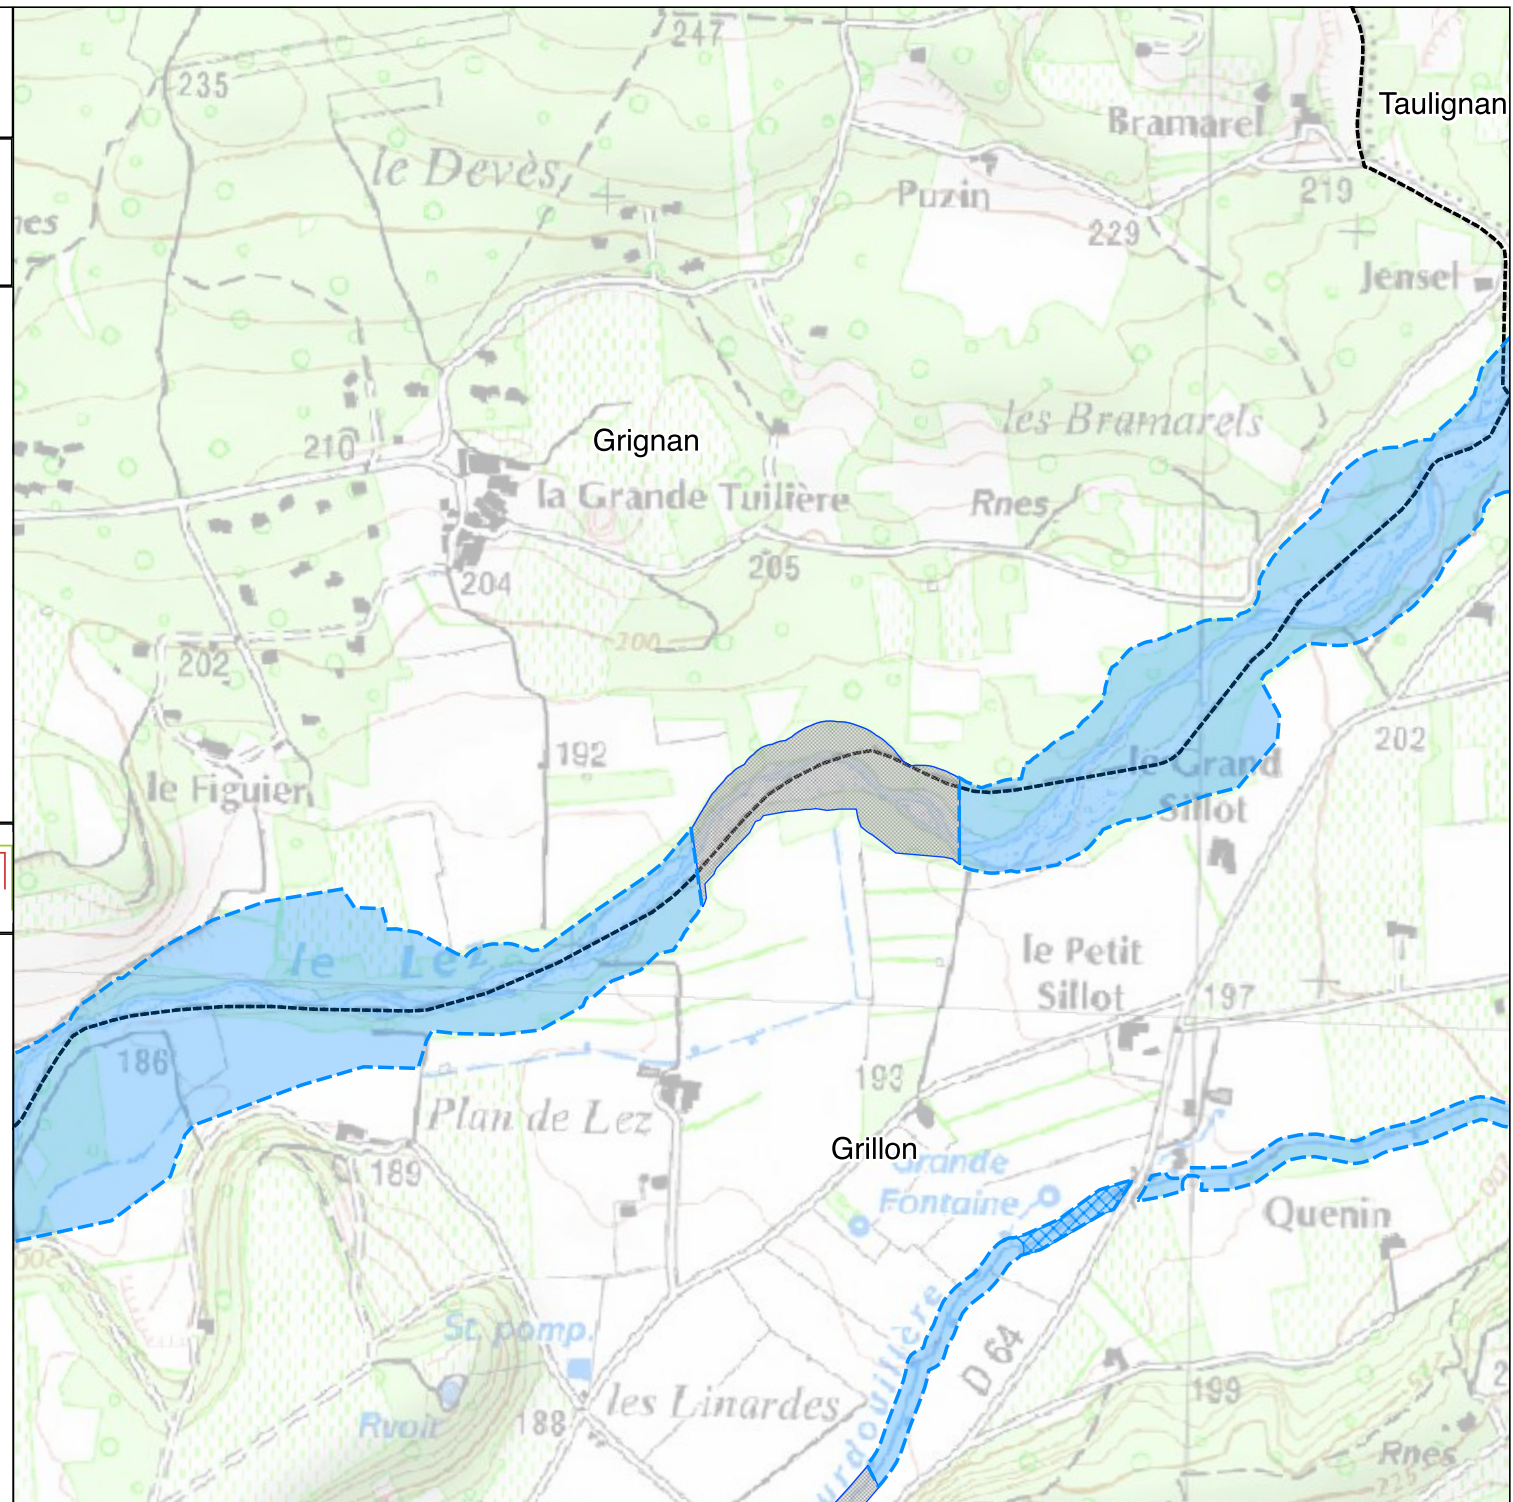 247
235
Taulignan
Bramarel
le Devès
Puzin
219
229
Jensel
les Bramarels
210
Grignan
la Grande Tuilière
Rnes
205
204
200
202
192
202
le Figuier
le Grand
Sillot
le Lez
le Petit
Sillot
197
186
193
Plan de Lez
Grillon
189
Grande
Fontaine
Quenin
St. pomp.
D 64
199
les Linardes
188
Rvoir
Rnes